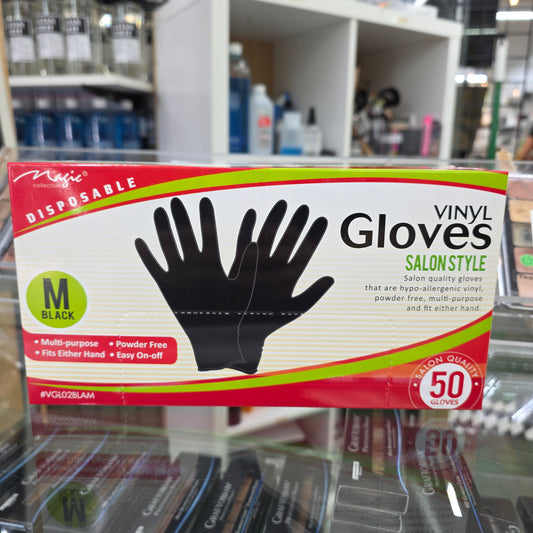 Magic
collection
DISPOSABLE
VINYL
Gloves
SALON STYLE
Salon quality gloves
that are hypo-allergenic vinyl,
powder free, multi-purpose
and fit either hand.
M
BLACK
• Multi-purpose • Powder Free
• Fits Either Hand • Easy On-off
#VGL02BLAM
SALON QUALITY
50
GLOVES